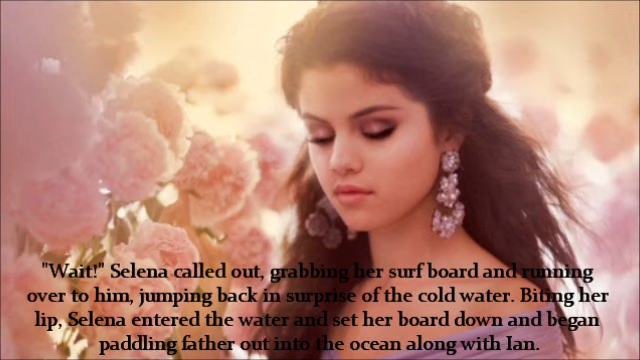 "Wait!" Selena called out, grabbing her surf board and running
over to him, jumping back in surprise of the cold water. Biting her
lip, Selena entered the water and set her board down and began
paddling father out into the ocean along with Ian.